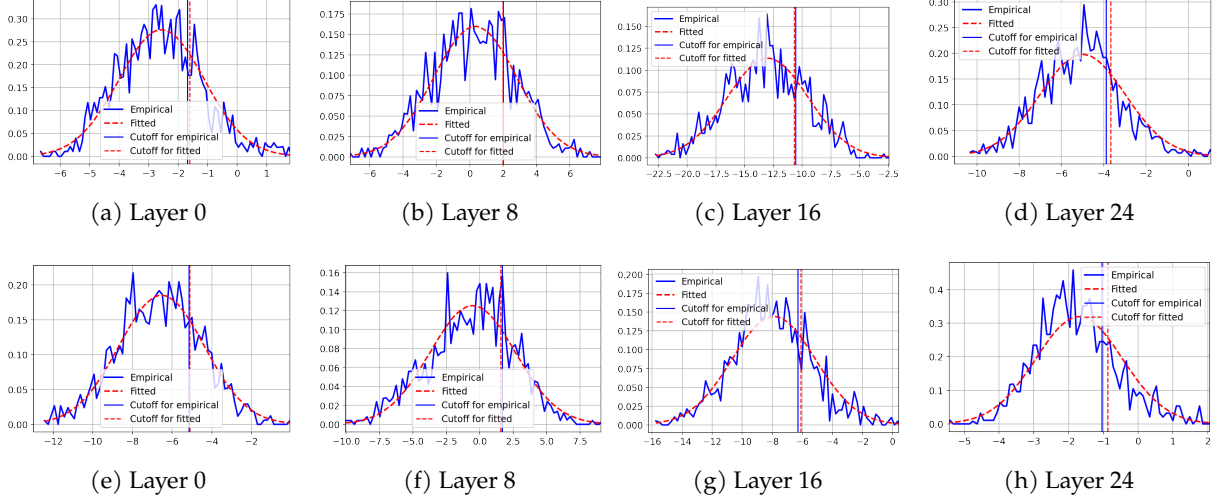 0.30
0.25
0.20
0.15
0.10
0.05
0.00
−6 −5 −4 −3 −2 −1 0 1
Empirical
Fitted
Cutoff for empirical
Cutoff for fitted
(a) Layer 0
0.175
0.150
0.125
0.100
0.075
0.050
0.025
0.000
−6 −4 −2 0 2 4 6
Empirical
Fitted
Cutoff for empirical
Cutoff for fitted
(b) Layer 8
0.150
0.125
0.100
0.075
0.050
0.025
0.000
−22.5 −20.0 −17.5 −15.0 −12.5 −10.0 −7.5 −5.0 −2.5
Empirical
Fitted
Cutoff for empirical
Cutoff for fitted
(c) Layer 16
0.30
0.25
0.20
0.15
0.10
0.05
0.00
−10 −8 −6 −4 −2 0
Empirical
Fitted
Cutoff for empirical
Cutoff for fitted
(d) Layer 24
0.20
0.15
0.10
0.05
0.00
−12 −10 −8 −6 −4 −2
Empirical
Fitted
Cutoff for empirical
Cutoff for fitted
(e) Layer 0
0.16
0.14
0.12
0.10
0.08
0.06
0.04
0.02
0.00
−10.0 −7.5 −5.0 −2.5 0.0 2.5 5.0 7.5
Empirical
Fitted
Cutoff for empirical
Cutoff for fitted
(f) Layer 8
0.200
0.175
0.150
0.125
0.100
0.075
0.050
0.025
0.000
−16 −14 −12 −10 −8 −6 −4 −2 0
Empirical
Fitted
Cutoff for empirical
Cutoff for fitted
(g) Layer 16
0.4
0.3
0.2
0.1
0.0
−5 −4 −3 −2 −1 0 1 2
Empirical
Fitted
Cutoff for empirical
Cutoff for fitted
(h) Layer 24